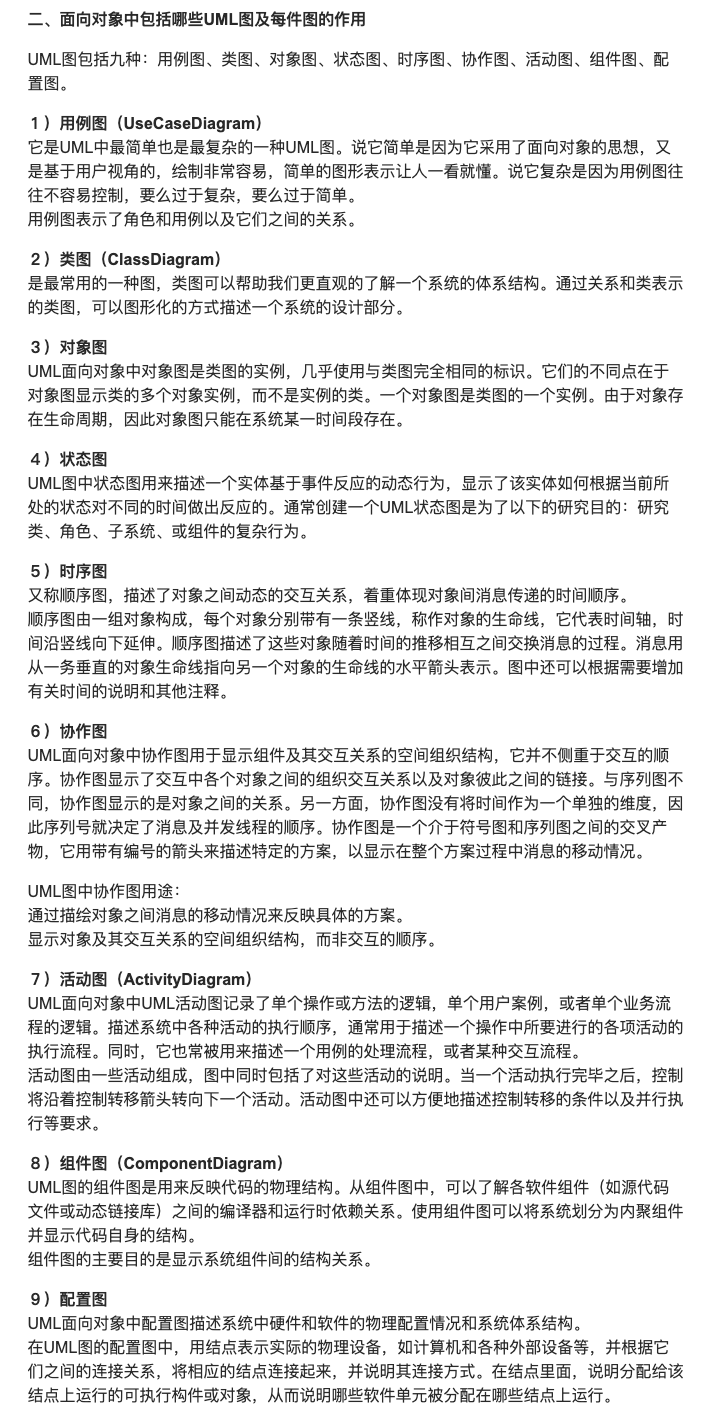 二、面向对象中包括哪些UML图及每件图的作用
UML图包括九种：用例图、类图、对象图、状态图、时序图、协作图、活动图、组件图、配
置图。
１）用例图（UseCaseDiagram）
它是UML中最简单也是最复杂的一种UML图。说它简单是因为它采用了面向对象的思想，又
是基于用户视角的，绘制非常容易，简单的图形表示让人一看就懂。说它复杂是因为用例图往
往不容易控制，要么过于复杂，要么过于简单。
用例图表示了角色和用例以及它们之间的关系。
２）类图（ClassDiagram）
是最常用的一种图，类图可以帮助我们更直观的了解一个系统的体系结构。通过关系和类表示
的类图，可以图形化的方式描述一个系统的设计部分。
３）对象图
UML面向对象中对象图是类图的实例，几乎使用与类图完全相同的标识。它们的不同点在于
对象图显示类的多个对象实例，而不是实例的类。一个对象图是类图的一个实例。由于对象存
在生命周期，因此对象图只能在系统某一时间段存在。
４）状态图
UML图中状态图用来描述一个实体基于事件反应的动态行为，显示了该实体如何根据当前所
处的状态对不同的时间做出反应的。通常创建一个UML状态图是为了以下的研究目的：研究
类、角色、子系统、或组件的复杂行为。
５）时序图
又称顺序图，描述了对象之间动态的交互关系，着重体现对象间消息传递的时间顺序。
顺序图由一组对象构成，每个对象分别带有一条竖线，称作对象的生命线，它代表时间轴，时
间沿竖线向下延伸。顺序图描述了这些对象随着时间的推移相互之间交换消息的过程。消息用
从一务垂直的对象生命线指向另一个对象的生命线的水平箭头表示。图中还可以根据需要增加
有关时间的说明和其他注释。
６）协作图
UML面向对象中协作图用于显示组件及其交互关系的空间组织结构，它并不侧重于交互的顺
序。协作图显示了交互中各个对象之间的组织交互关系以及对象彼此之间的链接。与序列图不
同，协作图显示的是对象之间的关系。另一方面，协作图没有将时间作为一个单独的维度，因
此序列号就决定了消息及并发线程的顺序。协作图是一个介于符号图和序列图之间的交叉产
物，它用带有编号的箭头来描述特定的方案，以显示在整个方案过程中消息的移动情况。
UML图中协作图用途：
通过描绘对象之间消息的移动情况来反映具体的方案。
显示对象及其交互关系的空间组织结构，而非交互的顺序。
７）活动图（ActivityDiagram）
UML面向对象中UML活动图记录了单个操作或方法的逻辑，单个用户案例，或者单个业务流
程的逻辑。描述系统中各种活动的执行顺序，通常用于描述一个操作中所要进行的各项活动的
执行流程。同时，它也常被用来描述一个用例的处理流程，或者某种交互流程。
活动图由一些活动组成，图中同时包括了对这些活动的说明。当一个活动执行完毕之后，控制
将沿着控制转移箭头转向下一个活动。活动图中还可以方便地描述控制转移的条件以及并行执
行等要求。
８）组件图（ComponentDiagram）
UML图的组件图是用来反映代码的物理结构。从组件图中，可以了解各软件组件（如源代码
文件或动态链接库）之间的编译器和运行时依赖关系。使用组件图可以将系统划分为内聚组件
并显示代码自身的结构。
组件图的主要目的是显示系统组件间的结构关系。
９）配置图
UML面向对象中配置图描述系统中硬件和软件的物理配置情况和系统体系结构。
在UML图的配置图中，用结点表示实际的物理设备，如计算机和各种外部设备等，并根据它
们之间的连接关系，将相应的结点连接起来，并说明其连接方式。在结点里面，说明分配给该
结点上运行的可执行构件或对象，从而说明哪些软件单元被分配在哪些结点上运行。